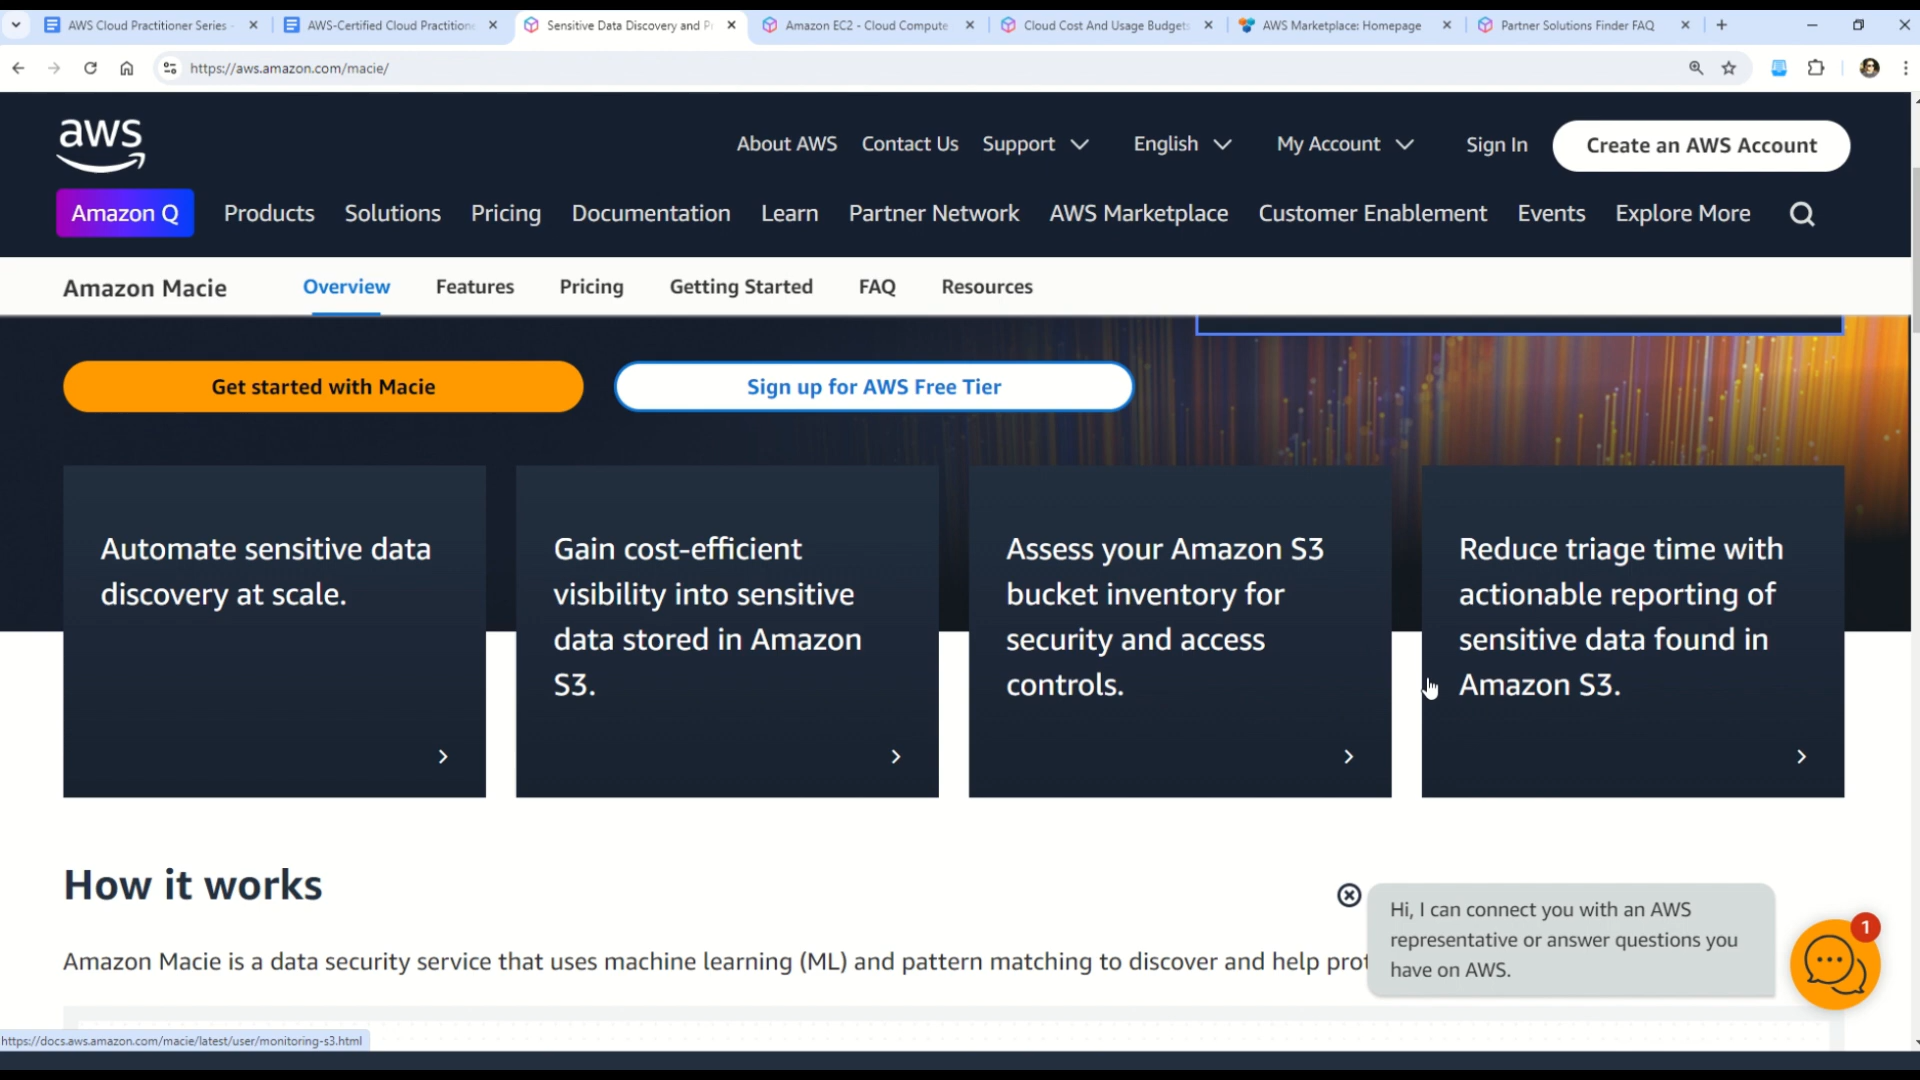 AWS Cloud Practitioner Series -
AWS-Certified Cloud Practitione
Sensitive Data Discovery and Pr
Amazon EC2 - Cloud Compute
Cloud Cost And Usage Budgets
AWS Marketplace: Homepage
Partner Solutions Finder FAQ
https://aws.amazon.com/macie/
aws
About AWS
Contact Us
Support
English
My Account
Sign In
Create an AWS Account
Amazon Q
Products
Solutions
Pricing
Documentation
Learn
Partner Network
AWS Marketplace
Customer Enablement
Events
Explore More
Amazon Macie
Overview
Features
Pricing
Getting Started
FAQ
Resources
Get started with Macie
Sign up for AWS Free Tier
Automate sensitive data
discovery at scale.
Gain cost-efficient
visibility into sensitive
data stored in Amazon
S3.
Assess your Amazon S3
bucket inventory for
security and access
controls.
Reduce triage time with
actionable reporting of
sensitive data found in
Amazon S3.
How it works
Amazon Macie is a data security service that uses machine learning (ML) and pattern matching to discover and help prot
Hi, I can connect you with an AWS
representative or answer questions you
have on AWS.
1
https://docs.aws.amazon.com/macie/latest/user/monitoring-s3.html